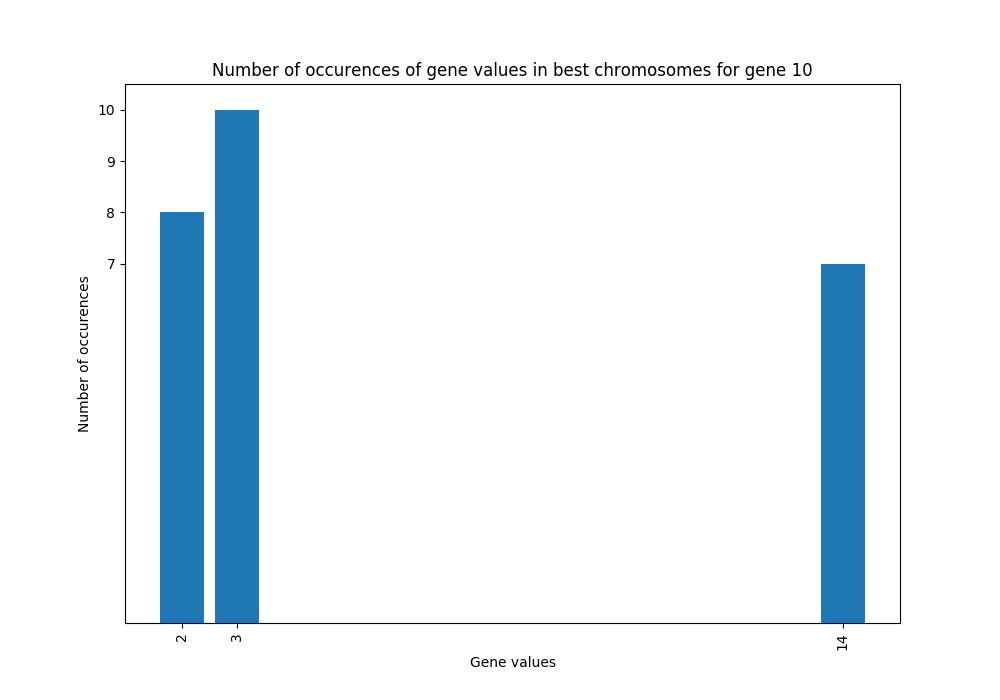 Number of occurences of gene values in best chromosomes for gene 10
10
9
8
7
Number of occurences
2
3
14
Gene values